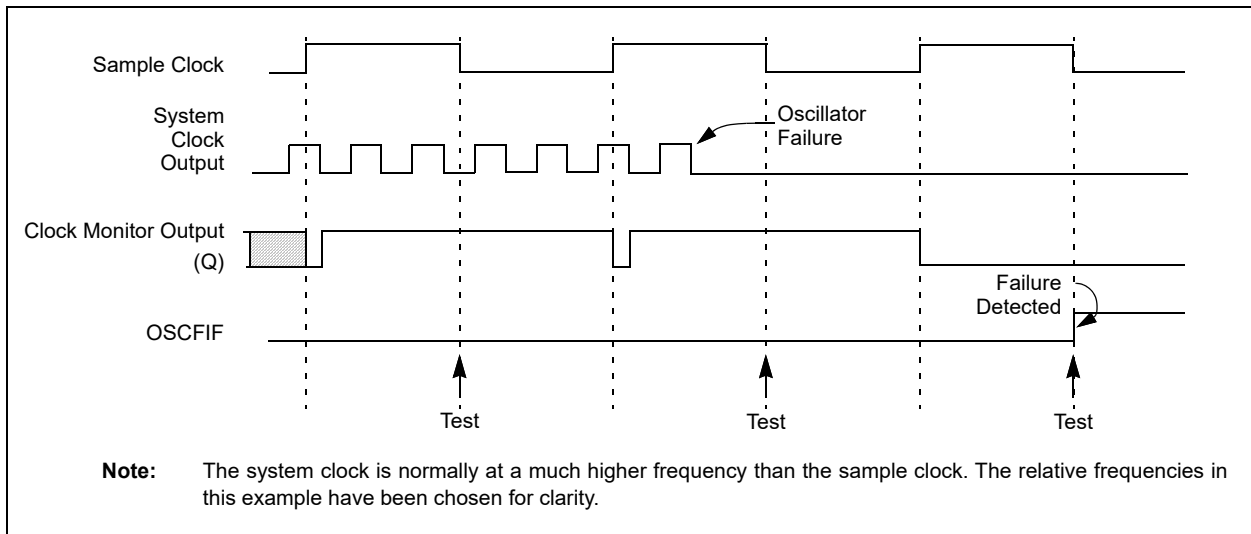 Sample Clock
System
Clock
Output
Oscillator
Failure
Clock Monitor Output
(Q)
Failure
Detected
OSCFIF
Test
Test
Test
Note: The system clock is normally at a much higher frequency than the sample clock. The relative frequencies in
this example have been chosen for clarity.